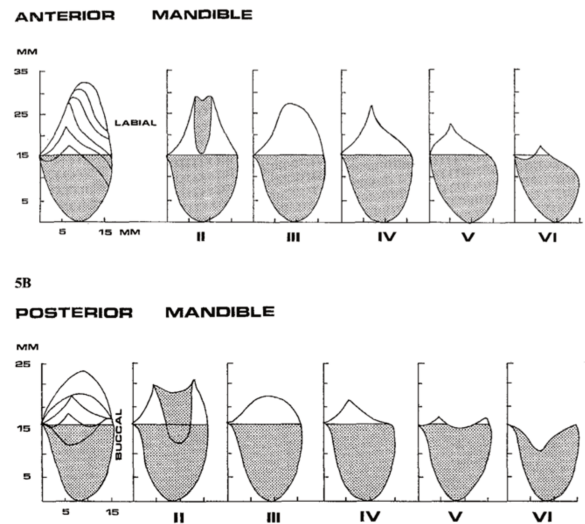 ANTERIOR MANDIBLE
MM
35
25
15
5
LABIAL
5 15 MM
II III IV V VI
5B
POSTERIOR MANDIBLE
MM
25
15
5
BUCCAL
5 15
II III IV V VI